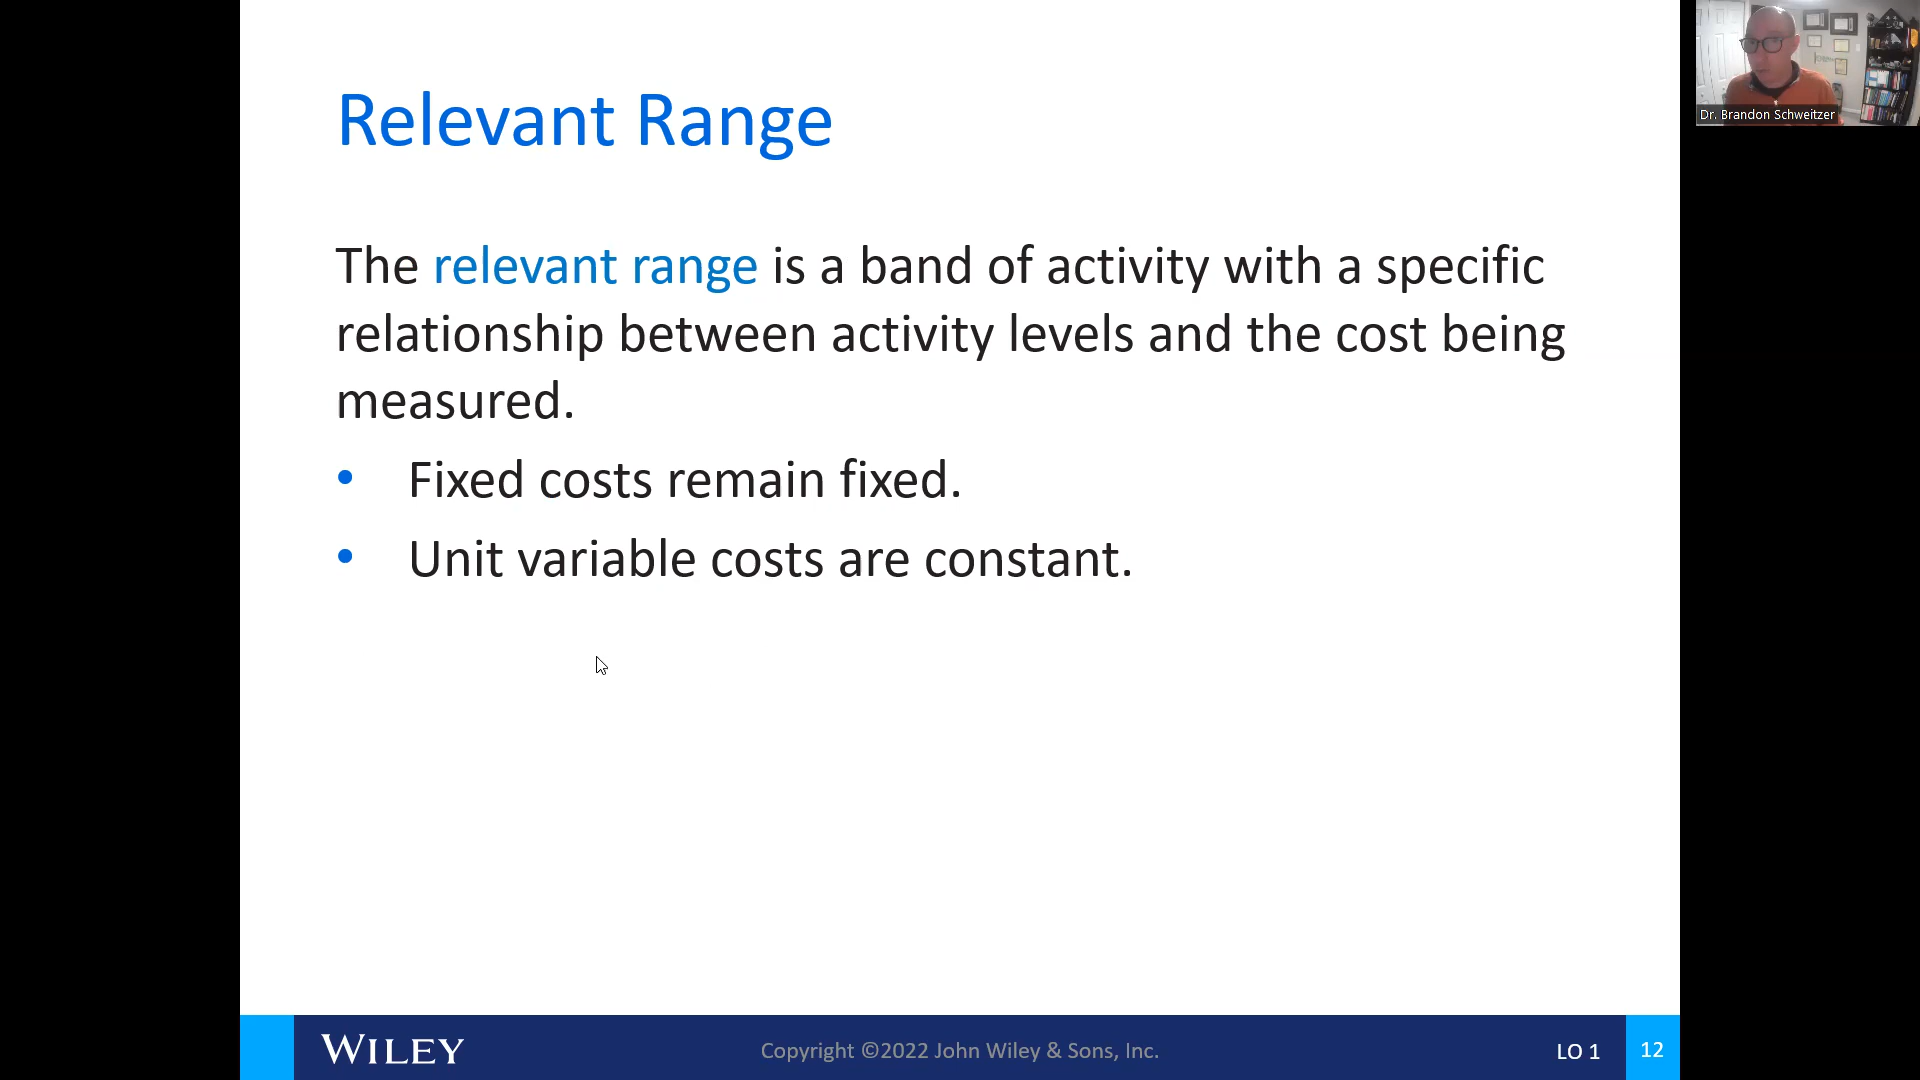 Relevant Range
The relevant range is a band of activity with a specific
relationship between activity levels and the cost being
measured.
• Fixed costs remain fixed.
• Unit variable costs are constant.
Dr. Brandon Schweitzer
WILEY
Copyright ©2022 John Wiley & Sons, Inc.
LO 1
12